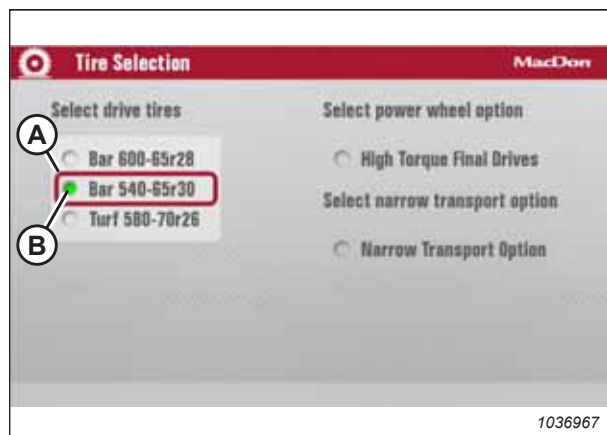 Tire Selection
MacDon
Select drive tires
A
Bar 600-65r28
Bar 540-65r30
Turf 580-70r26
B
Select power wheel option
High Torque Final Drives
Select narrow transport option
Narrow Transport Option
1036967